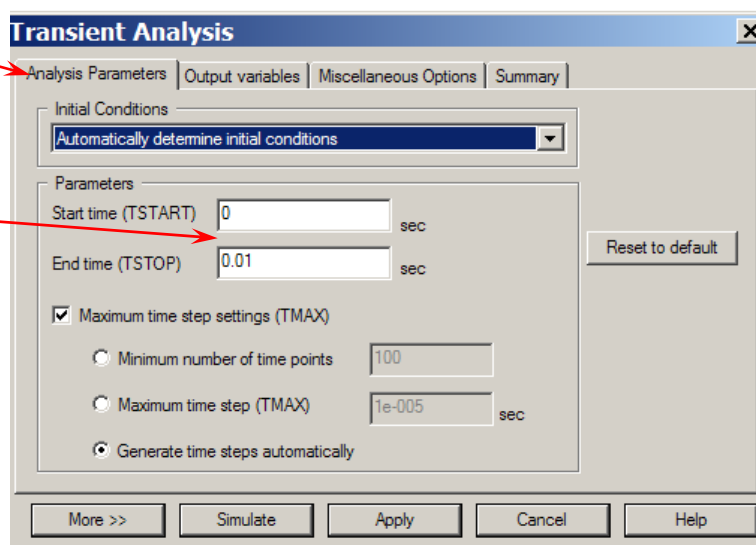 Transient Analysis
Analysis Parameters Output variables Miscellaneous Options Summary
Initial Conditions
Automatically determine initial conditions
Parameters
Start time (TSTART) 0 sec
End time (TSTOP) 0.01 sec
Reset to default
Maximum time step settings (TMAX)
Minimum number of time points 100
Maximum time step (TMAX) 1e-005 sec
Generate time steps automatically
More >> Simulate Apply Cancel Help